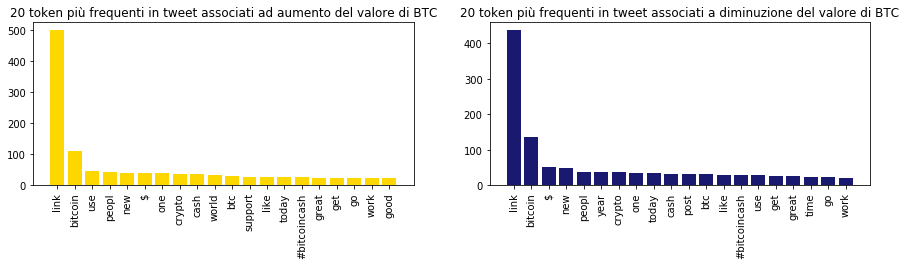 20 token più frequenti in tweet associati ad aumento del valore di BTC
500
400
300
200
100
0
link
bitcoin
use
peopl
new
$
one
crypto
cash
world
btc
support
like
today
#bitcoincash
great
get
go
work
good
20 token più frequenti in tweet associati a diminuzione del valore di BTC
400
300
200
100
0
link
bitcoin
$
new
peopl
year
crypto
one
today
cash
post
btc
like
#bitcoincash
use
get
great
time
go
work